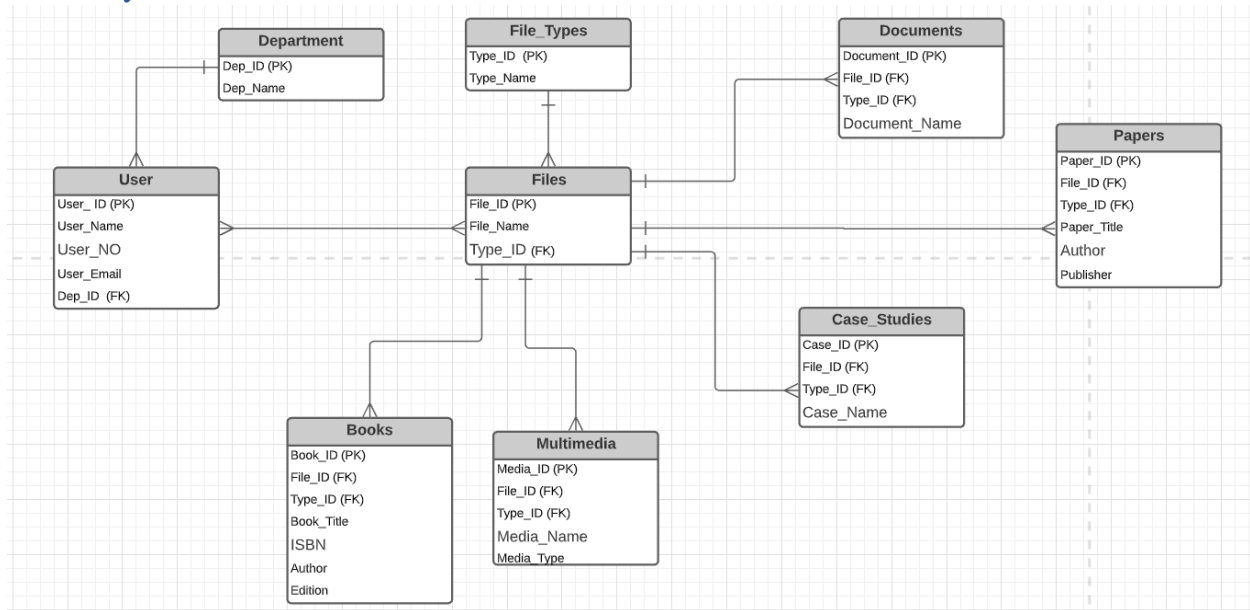 Department
Dep_ID (PK)
Dep_Name
File_Types
Type_ID (PK)
Type_Name
Documents
Document_ID (PK)
File_ID (FK)
Type_ID (FK)
Document_Name
Papers
Paper_ID (PK)
File_ID (FK)
Type_ID (FK)
Paper_Title
Author
Publisher
User
User_ ID (PK)
User_Name
User_NO
User_Email
Dep_ID (FK)
Files
File_ID (PK)
File_Name
Type_ID (FK)
Case_Studies
Case_ID (PK)
File_ID (FK)
Type_ID (FK)
Case_Name
Books
Book_ID (PK)
File_ID (FK)
Type_ID (FK)
Book_Title
ISBN
Author
Edition
Multimedia
Media_ID (PK)
File_ID (FK)
Type_ID (FK)
Media_Name
Media_Type